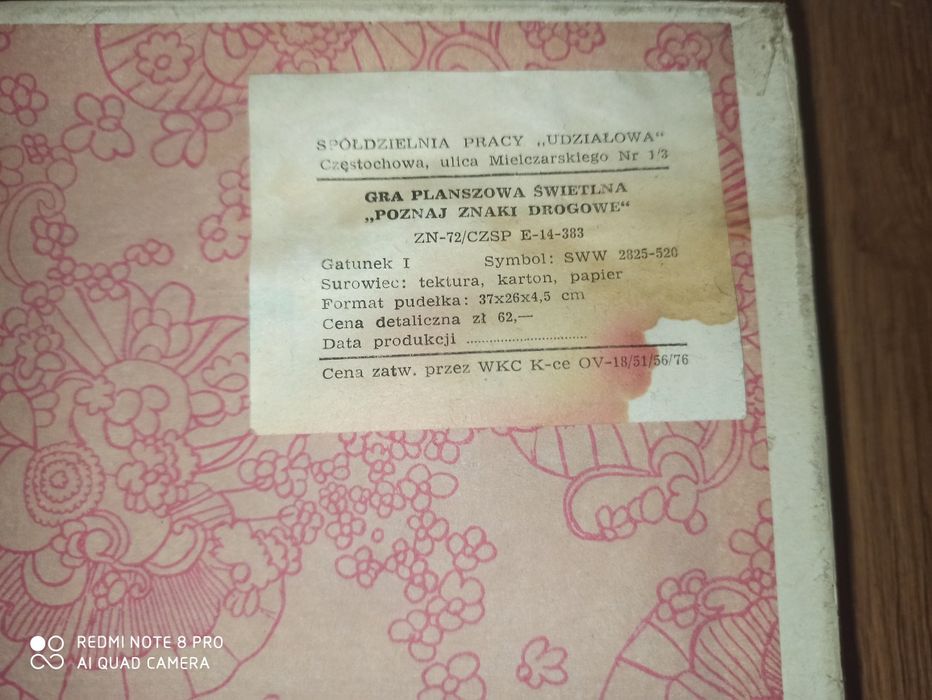 SPÓŁDZIELNIA PRACY „UDZIAŁOWA“
Częstochowa, ulica Mielczarskiego Nr 1/3
GRA PLANSZOWA ŚWIETLNA
„POZNAJ ZNAKI DROGOWE“
ZN-72/CZSP E-14-383
Gatunek I Symbol: SWW 2825-520
Surowiec: tektura, karton, papier
Format pudełka: 37x26x4,5 cm
Cena detaliczna zł 62,—
Data produkcji ..............................
Cena zatw. przez WKC K-ce OV-18/51/56/76
REDMI NOTE 8 PRO
AI QUAD CAMERA